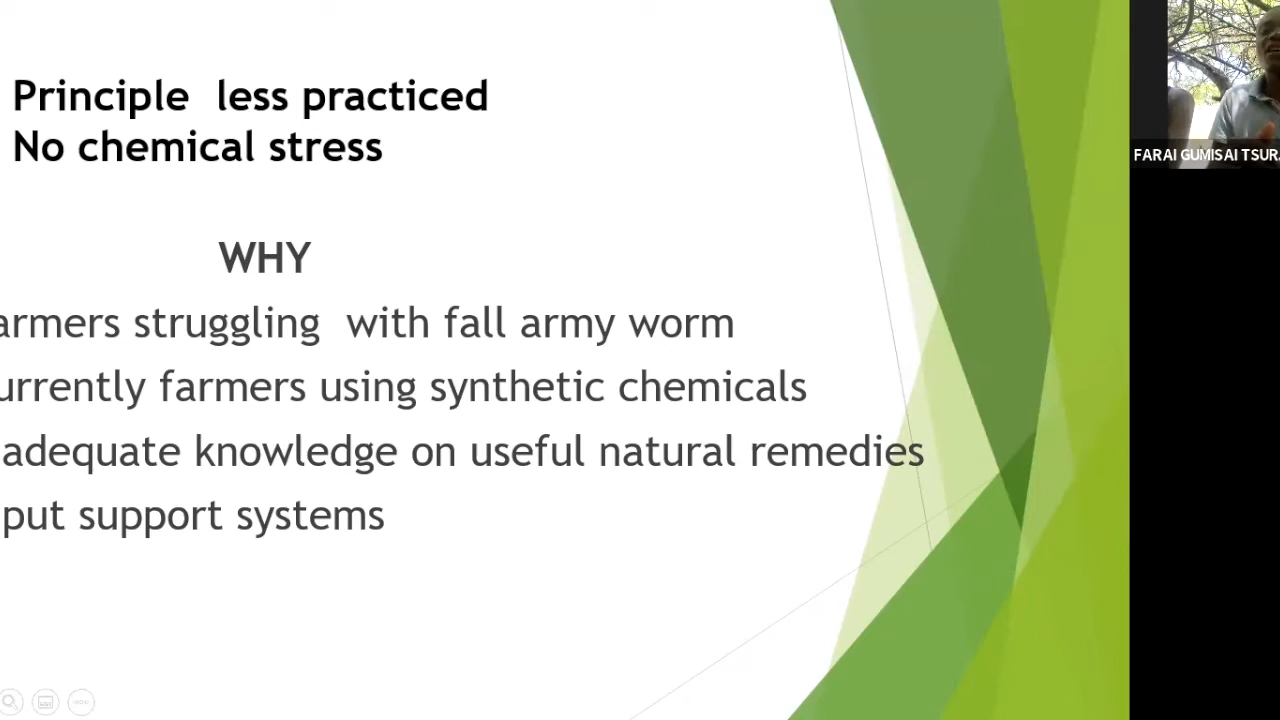 Principle less practiced
No chemical stress
WHY
armers struggling with fall army worm
urrently farmers using synthetic chemicals
adequate knowledge on useful natural remedies
put support systems
FARAI GUMISAI TSUR